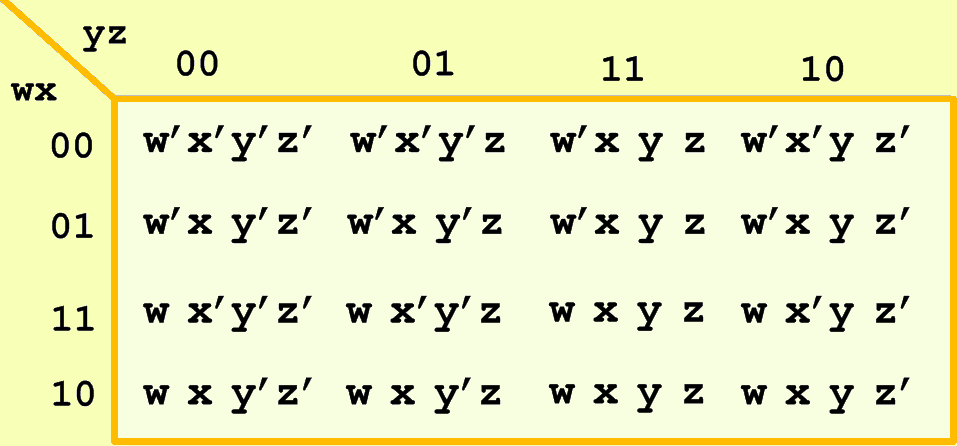 yz
00 01 11 10
wx
00 w′x′y′z′ w′x′y′z w′x y z w′x′y z′
01 w′x y′z′ w′x y′z w′x y z w′x y z′
11 w x′y′z′ w x′y′z w x y z w x′y z′
10 w x y′z′ w x y′z w x y z w x y z′